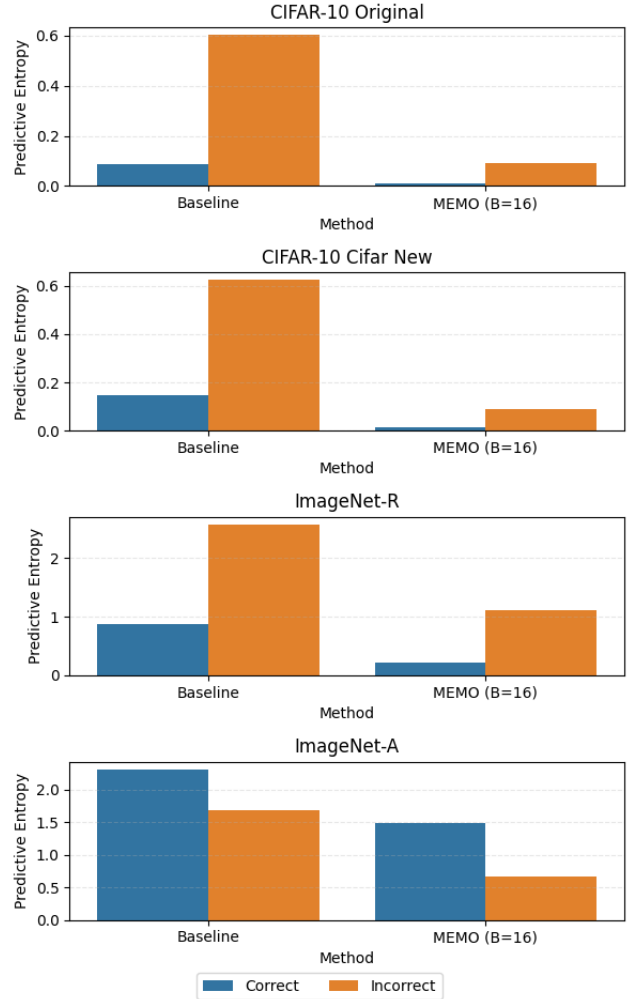 CIFAR-10 Original
Predictive Entropy
0.6
0.4
0.2
0.0
Baseline
MEMO (B=16)
Method
CIFAR-10 Cifar New
Predictive Entropy
0.6
0.4
0.2
0.0
Baseline
MEMO (B=16)
Method
ImageNet-R
Predictive Entropy
2
1
0
Baseline
MEMO (B=16)
Method
ImageNet-A
Predictive Entropy
2.0
1.5
1.0
0.5
0.0
Baseline
MEMO (B=16)
Method
Correct
Incorrect